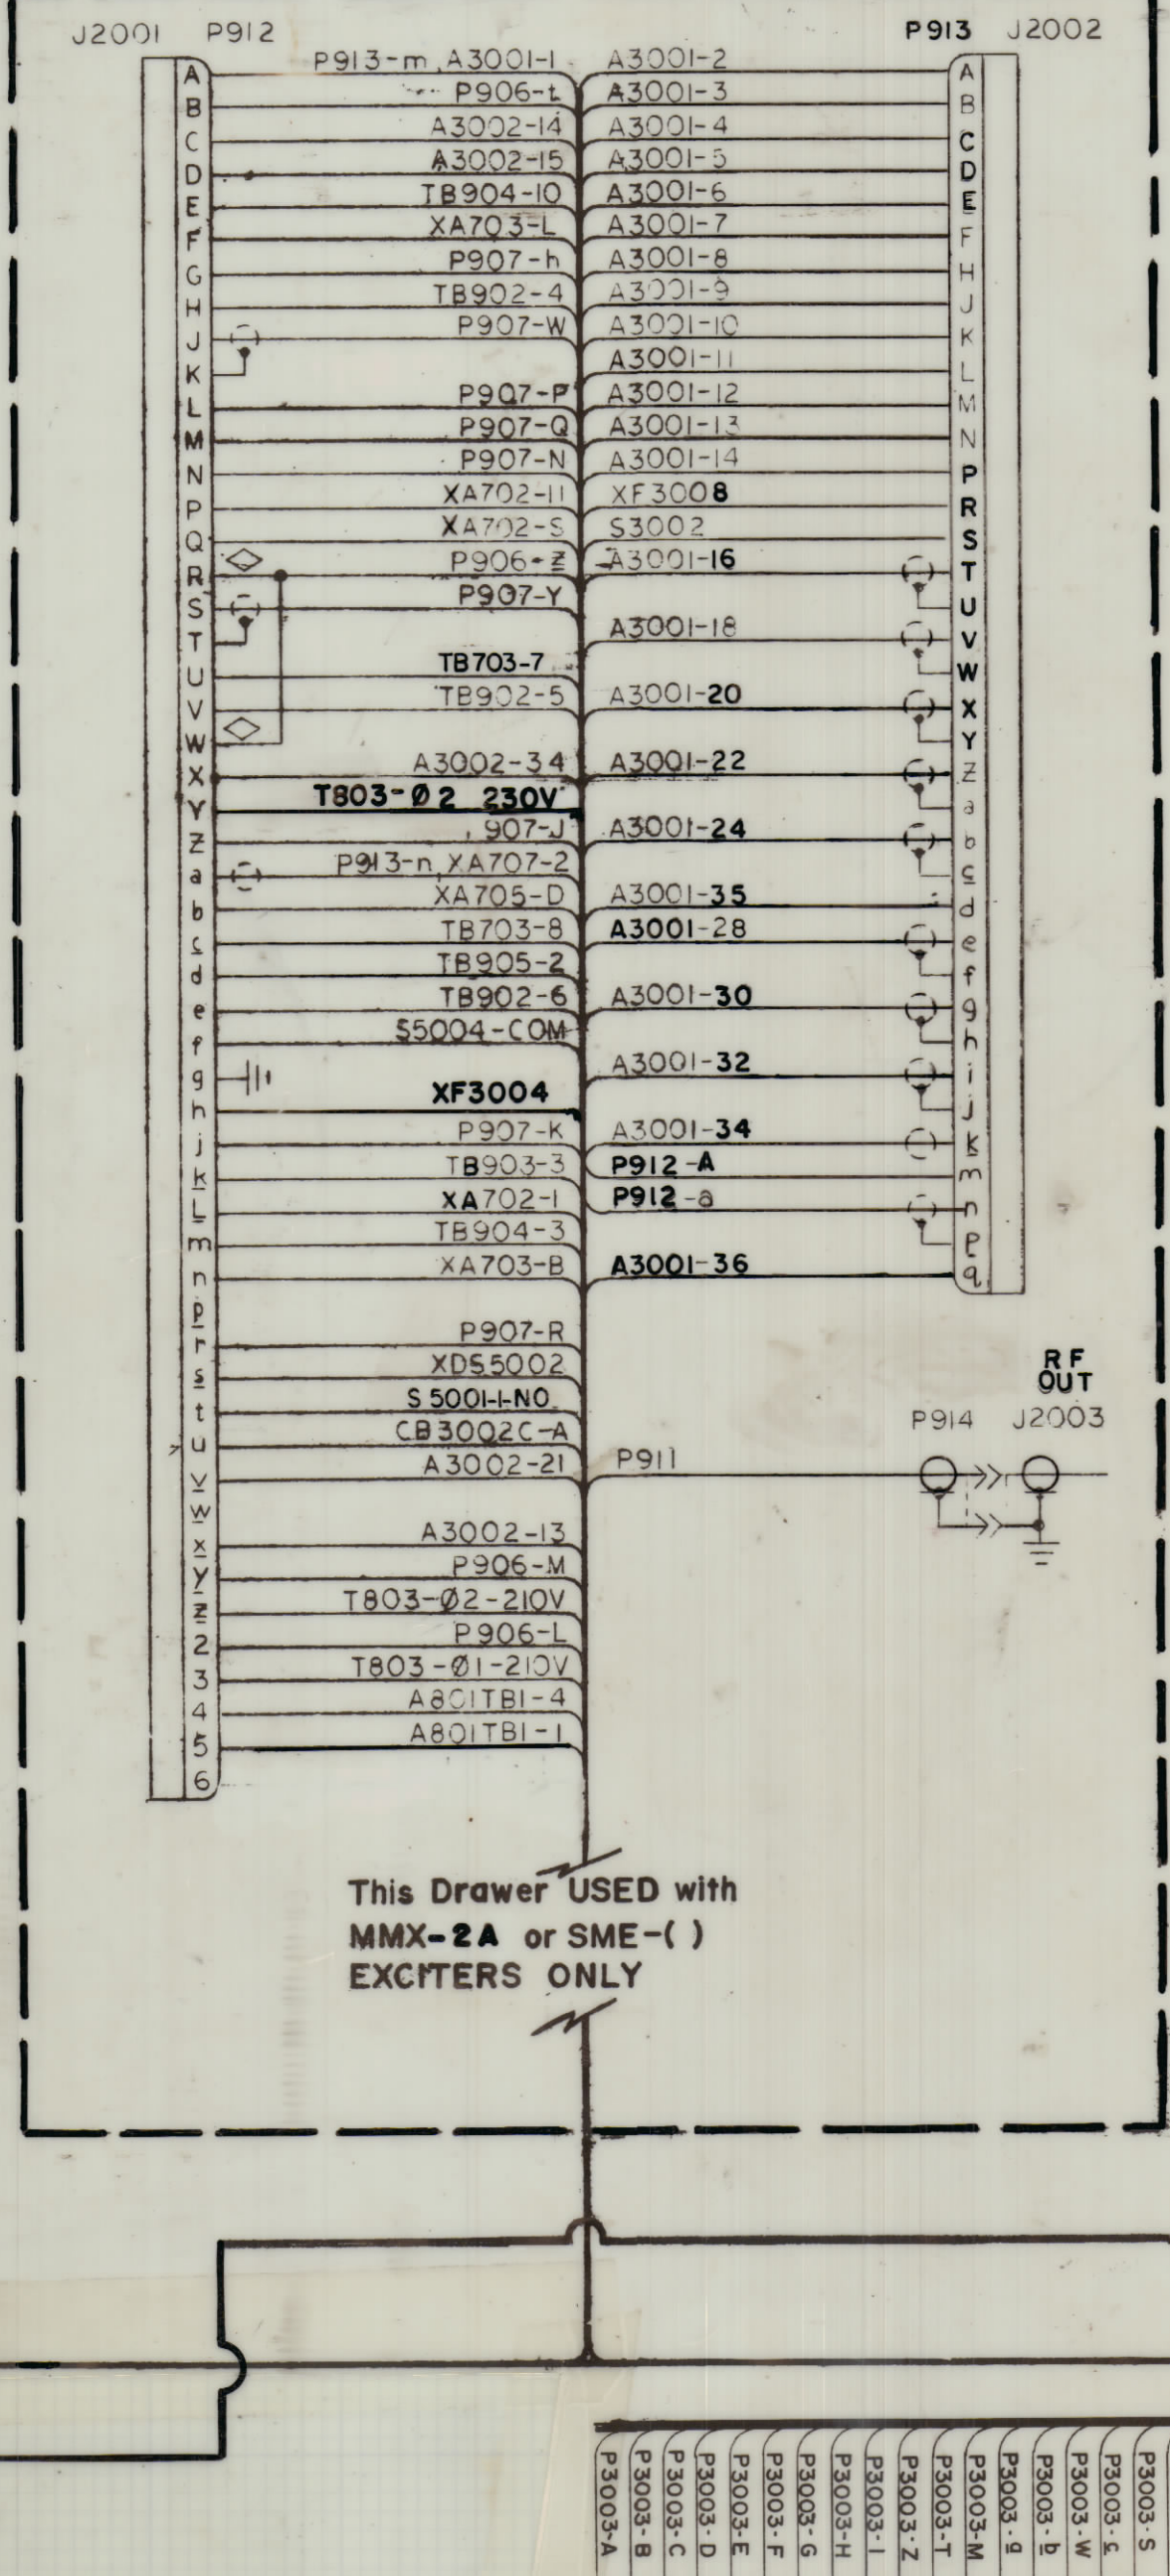 J2001 P912
P913 J2002
A P913-m, A3001-1
B P906-t
C A3002-14
D A3002-15
E TB904-10
F XA703-L
G P907-h
H TB902-4
J P907-W
K
L P907-P
M P907-Q
N P907-N
P XA702-11
Q XA702-S
R P906-z
S P907-Y
T
U TB703-7
V TB902-5
W
X A3002-34
Y T803-Ø2 230V
Z 907-J
a P913-n, XA707-2
b XA705-D
c TB703-8
d TB905-2
e TB902-6
f S5004-COM
g
h XF3004
j P907-K
k TB903-3
L XA702-1
m TB904-3
n XA703-B
p
r P907-R
s XDS5002
t S5001-1-NO
u CB3002C-A
v A3002-21
w
x A3002-13
y P906-M
z T803-Ø2-210V
2 P906-L
3 T803-Ø1-210V
4 A801TB1-4
5 A801TB1-1
6
A3001-2 A
A3001-3 B
A3001-4 C
A3001-5 D
A3001-6 E
A3001-7 F
A3001-8 H
A3001-9 J
A3001-10 K
A3001-11 L
A3001-12 M
A3001-13 N
A3001-14 P
XF3008 R
S3002 S
A3001-16 T
U
A3001-18 V
W
A3001-20 X
Y
A3001-22 Z
a
A3001-24 b
c
A3001-35 d
A3001-28 e
f
A3001-30 g
h
A3001-32 i
j
A3001-34 k
P912-A m
P912-a n
p
A3001-36 q
RF
OUT
P914 J2003
P911
This Drawer USED with
MMX-2A or SME-( )
EXCITERS ONLY
P3003-A
P3003-B
P3003-C
P3003-D
P3003-E
P3003-F
P3003-G
P3003-H
P3003-I
P3003-Z
P3003-T
P3003-M
P3003-a
P3003-b
P3003-W
P3003-c
P3003-S